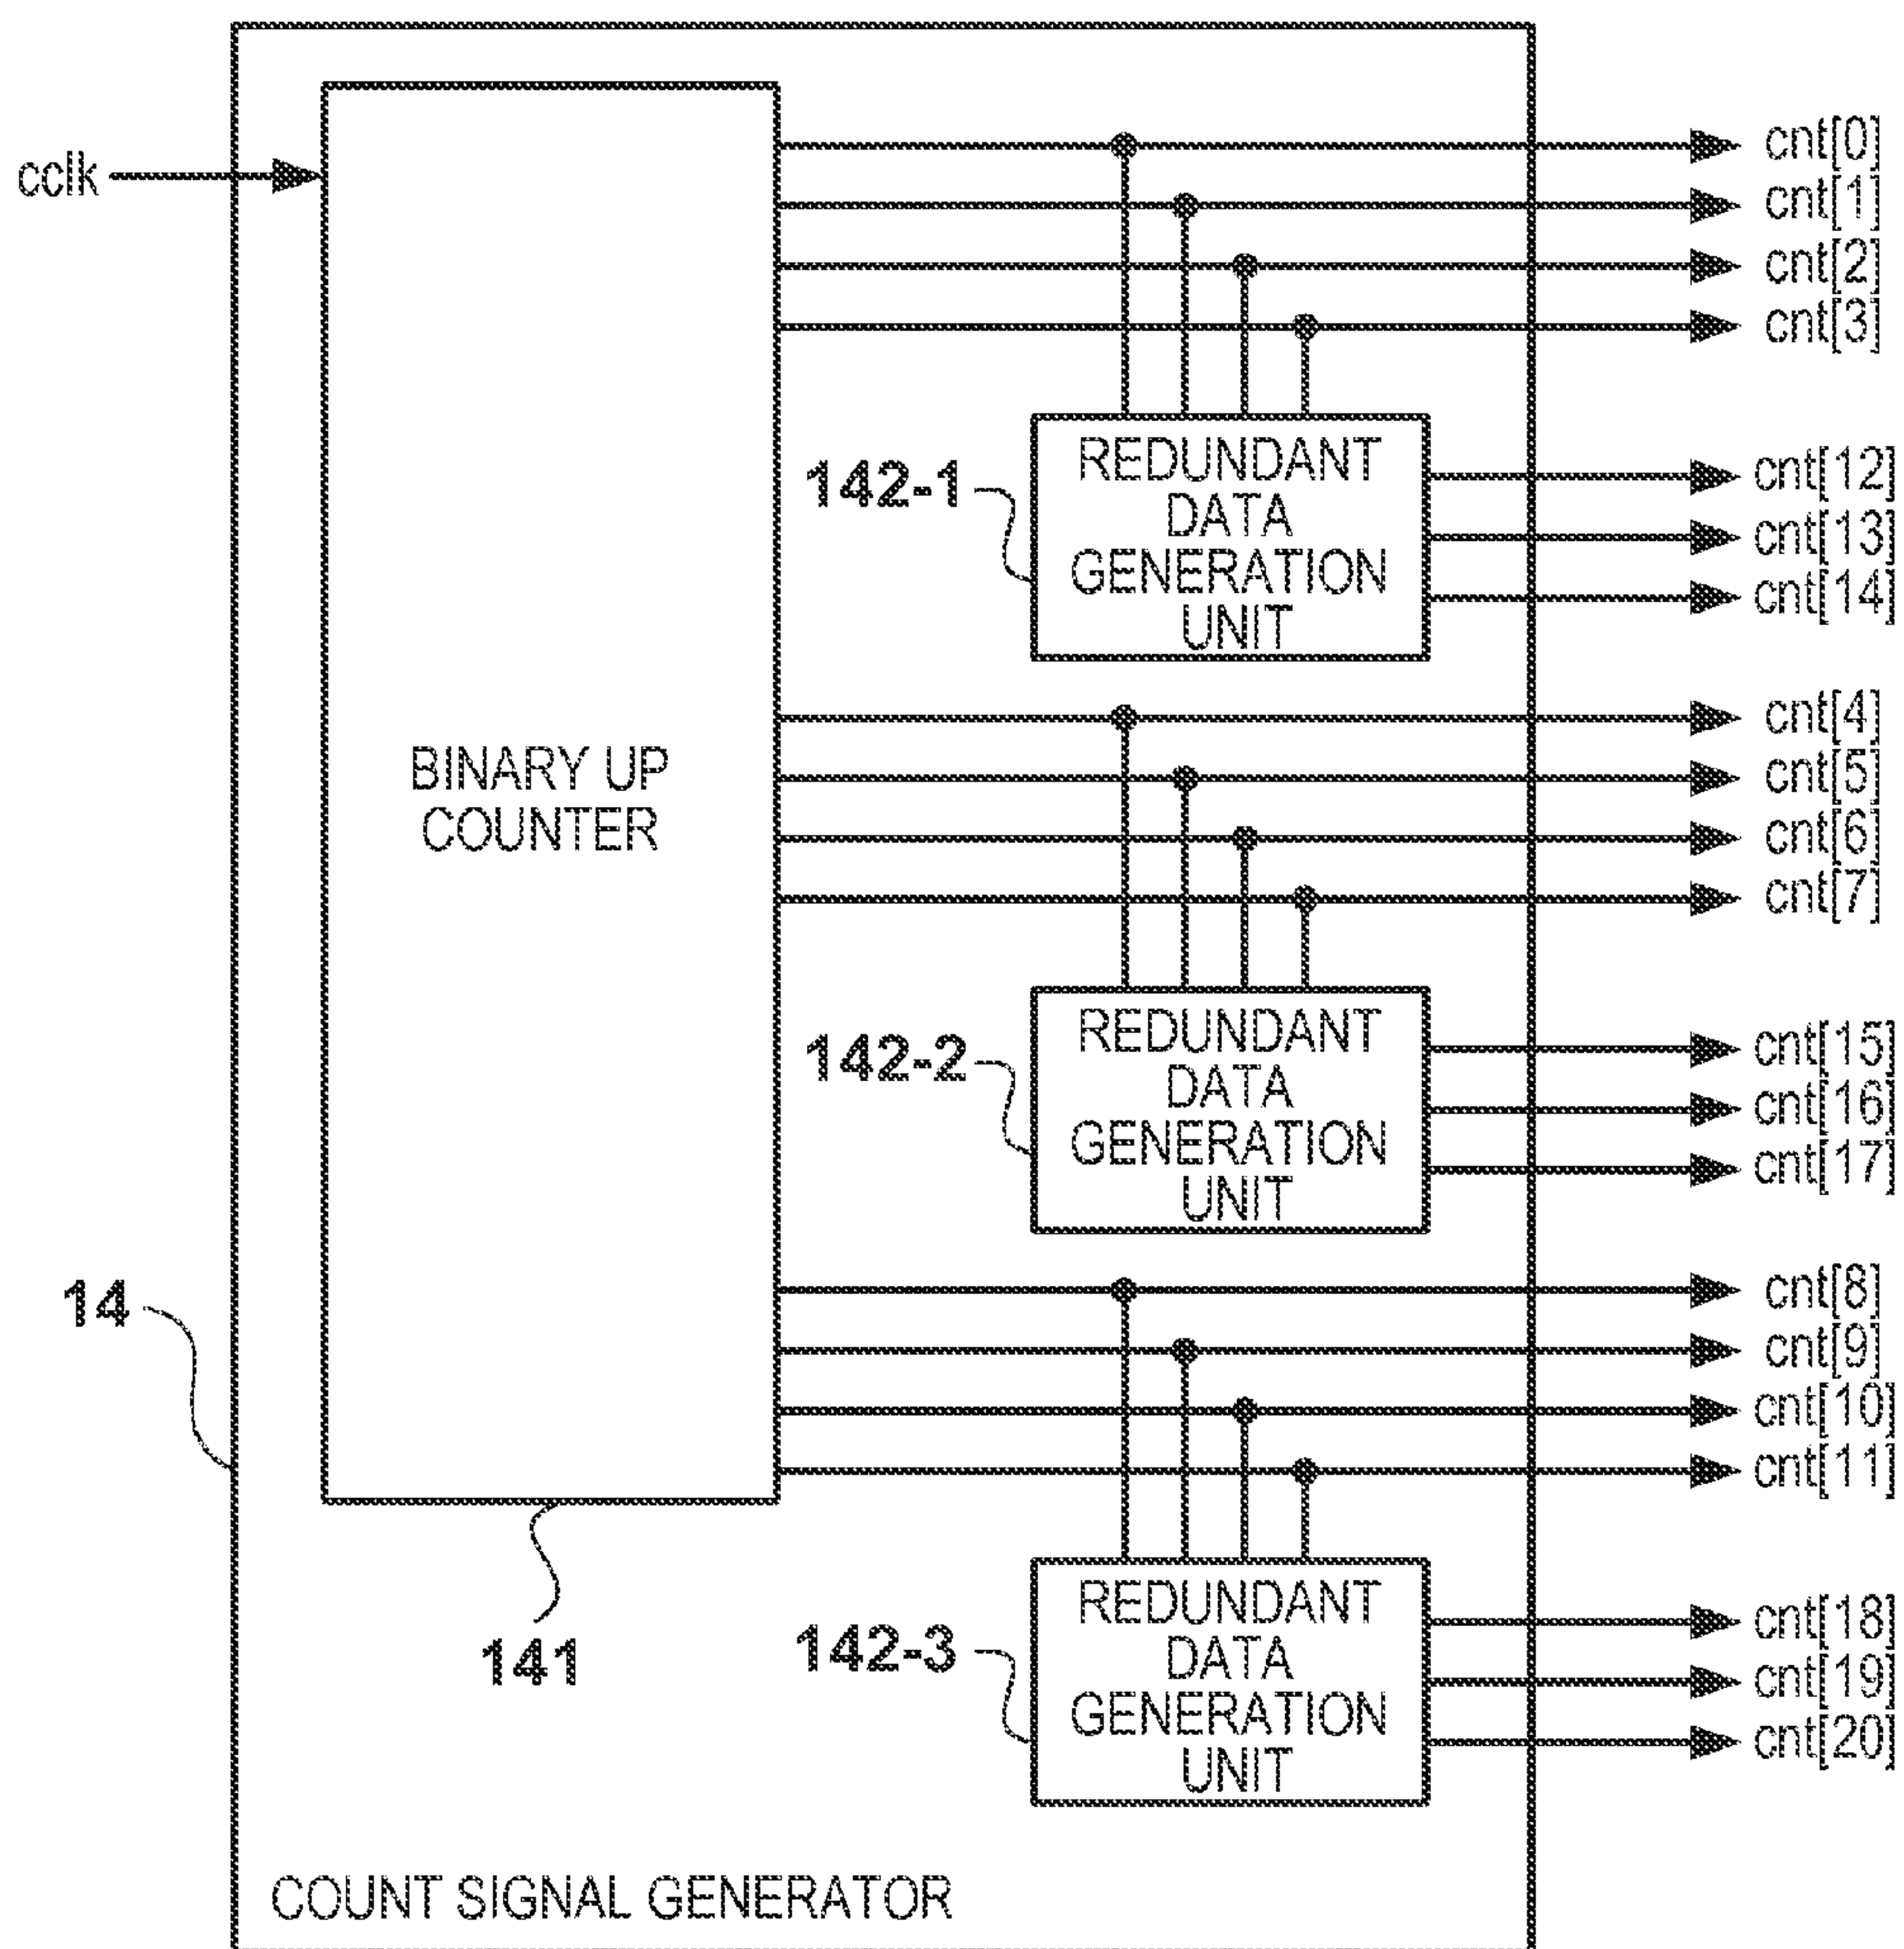 cclk
cnt[0]
cnt[1]
cnt[2]
cnt[3]
142-1
REDUNDANT
DATA
GENERATION
UNIT
cnt[12]
cnt[13]
cnt[14]
BINARY UP
COUNTER
cnt[4]
cnt[5]
cnt[6]
cnt[7]
142-2
REDUNDANT
DATA
GENERATION
UNIT
cnt[15]
cnt[16]
cnt[17]
14
cnt[8]
cnt[9]
cnt[10]
cnt[11]
141
142-3
REDUNDANT
DATA
GENERATION
UNIT
cnt[18]
cnt[19]
cnt[20]
COUNT SIGNAL GENERATOR